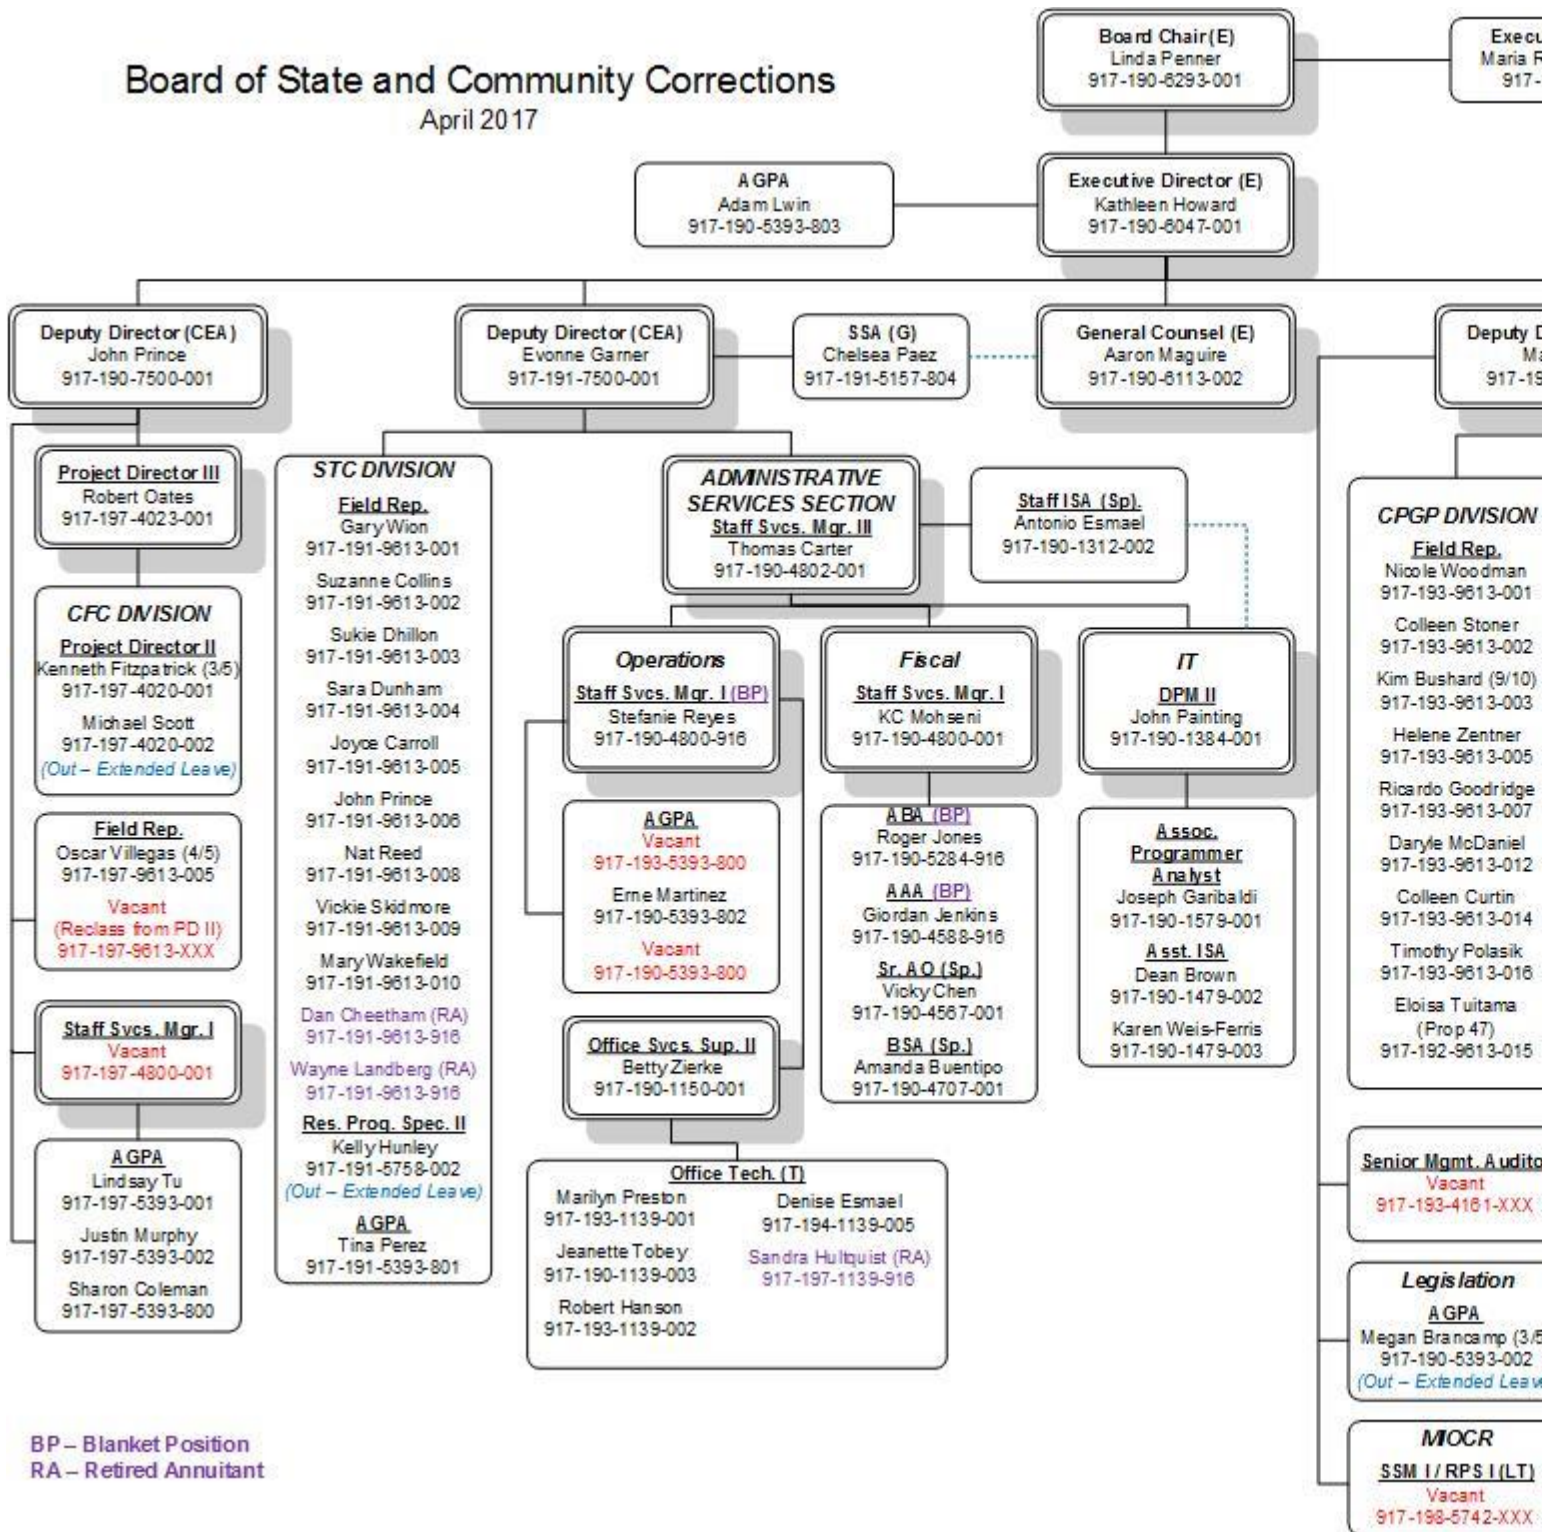 Board of State and Community Corrections
April 2017
Board Chair (E)
Linda Penner
917-190-6293-001
Maria
917-
AGPA
Adam Lwin
917-190-5393-803
Executive Director (E)
Kathleen Howard
917-190-6047-001
Deputy Director (CEA)
John Prince
917-190-7500-001
Deputy Director (CEA)
Evonne Garner
917-191-7500-001
SSA (G)
Chelsea Paez
917-191-5157-804
General Counsel (E)
Aaron Maguire
917-190-6113-002
Deputy
917-19
Project Director III
Robert Oates
917-197-4023-001
CFC DIVISION
Project Director II
Kenneth Fitzpatrick (3/5)
917-197-4020-001
Michael Scott
917-197-4020-002
(Out – Extended Leave)
Field Rep.
Oscar Villegas (4/5)
917-197-9613-005
Vacant
(Reclass from PD II)
917-197-9613-XXX
Staff Svcs. Mgr. I
Vacant
917-197-4800-001
AGPA
Lindsay Tu
917-197-5393-001
Justin Murphy
917-197-5393-002
Sharon Coleman
917-197-5393-800
STC DIVISION
Field Rep.
Gary Wion
917-191-9613-001
Suzanne Collins
917-191-9613-002
Sukie Dhillon
917-191-9613-003
Sara Dunham
917-191-9613-004
Joyce Carroll
917-191-9613-005
John Prince
917-191-9613-006
Nat Reed
917-191-9613-008
Vickie Skidmore
917-191-9613-009
Mary Wakefield
917-191-9613-010
Dan Cheetham (RA)
917-191-9613-916
Wayne Landberg (RA)
917-191-9613-916
Res. Prog. Spec. II
Kelly Hunley
917-191-5758-002
(Out – Extended Leave)
AGPA
Tina Perez
917-191-5393-801
ADMINISTRATIVE
SERVICES SECTION
Staff Svcs. Mgr. III
Thomas Carter
917-190-4802-001
Staff ISA (Sp).
Antonio Esmael
917-190-1312-002
Operations
Staff Svcs. Mgr. I (BP)
Stefanie Reyes
917-190-4800-916
AGPA
Vacant
917-193-5393-800
Erne Martinez
917-190-5393-802
Vacant
917-190-5393-800
Office Svcs. Sup. II
Betty Zierke
917-190-1150-001
Office Tech. (T)
Marilyn Preston
917-193-1139-001
Jeanette Tobey
917-190-1139-003
Robert Hanson
917-193-1139-002
Denise Esmael
917-194-1139-005
Sandra Hultquist (RA)
917-197-1139-916
Fiscal
Staff Svcs. Mgr. I
KC Mohseni
917-190-4800-001
ABA (BP)
Roger Jones
917-190-5284-916
AAA (BP)
Giordan Jenkins
917-190-4588-916
Sr. AO (Sp.)
Vicky Chen
917-190-4567-001
BSA (Sp.)
Amanda Buentipo
917-190-4707-001
IT
DPM II
John Painting
917-190-1384-001
Assoc.
Programmer
Analyst
Joseph Garibaldi
917-190-1579-001
Asst. ISA
Dean Brown
917-190-1479-002
Karen Weis-Ferris
917-190-1479-003
CPGP DIVISION
Field Rep.
Nicole Woodman
917-193-9613-001
Colleen Stoner
917-193-9613-002
Kim Bushard (9/10)
917-193-9613-003
Helene Zentner
917-193-9613-005
Ricardo Goodridge
917-193-9613-007
Daryle McDaniel
917-193-9613-012
Colleen Curtin
917-193-9613-014
Timothy Polasik
917-193-9613-016
Eloisa Tuitama
(Prop 47)
917-192-9613-015
Senior Mgmt. Audito
Vacant
917-193-4161-XXX
Legislation
AGPA
Megan Brancamp (3/5
917-190-5393-002
(Out – Extended Leav
MIOCR
SSM I / RPS I (LT)
Vacant
917-198-5742-XXX
BP – Blanket Position
RA – Retired Annuitant